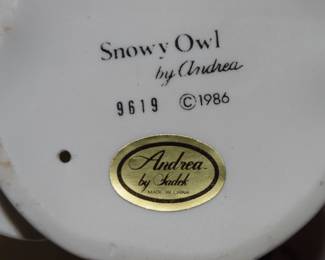 Snowy Owl
by Andrea
9619 ©1986
Andrea
by Sadek
MADE IN CHINA